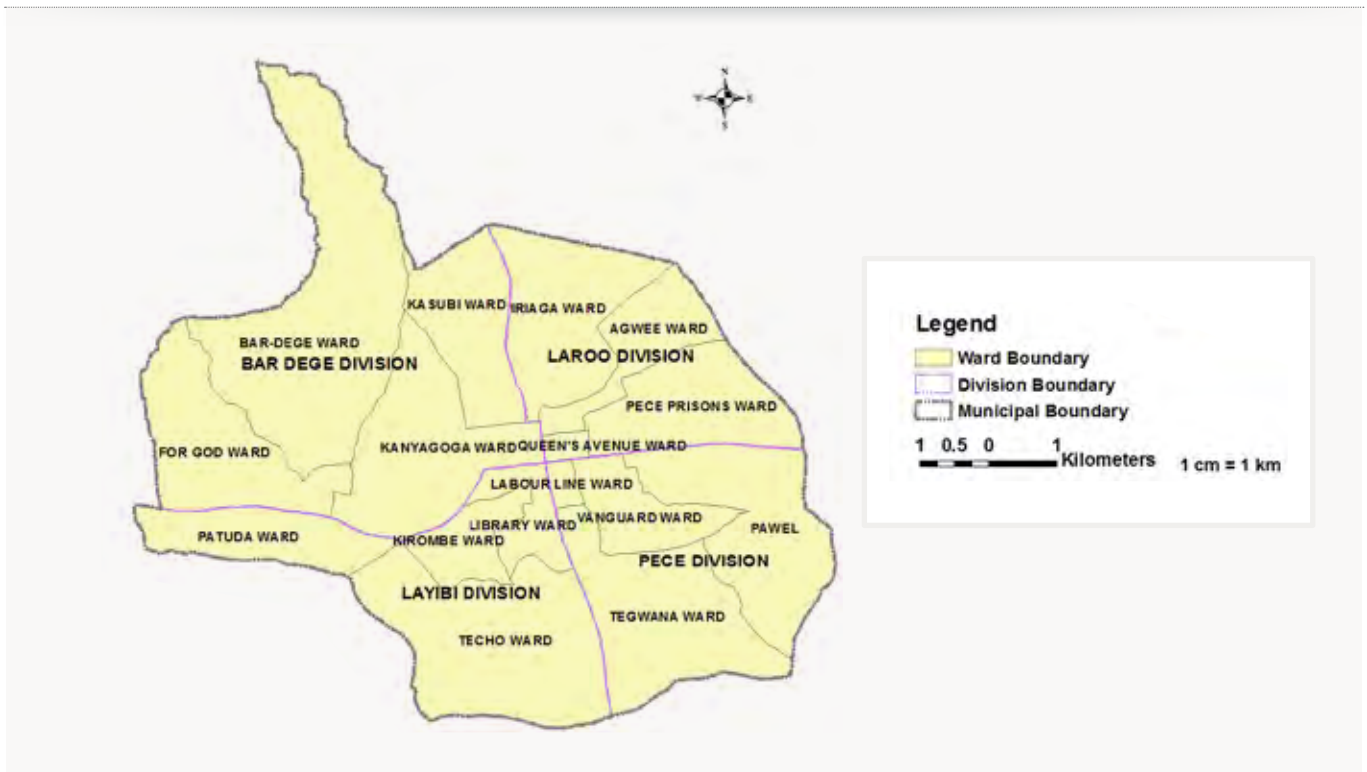 N
W E
S
KASUBI WARD
IRIAGA WARD
AGWEE WARD
BAR-DEGE WARD
BAR DEGE DIVISION
LAROO DIVISION
PECE PRISONS WARD
KANYAGOGA WARD
QUEEN'S AVENUE WARD
FOR GOD WARD
LABOUR LINE WARD
LIBRARY WARD
VANGUARD WARD
PAWEL
PATUDA WARD
KIROMBE WARD
PECE DIVISION
LAYIBI DIVISION
TEGWANA WARD
TECHO WARD
Legend
Ward Boundary
Division Boundary
Municipal Boundary
1 0.5 0 1
Kilometers 1 cm = 1 km